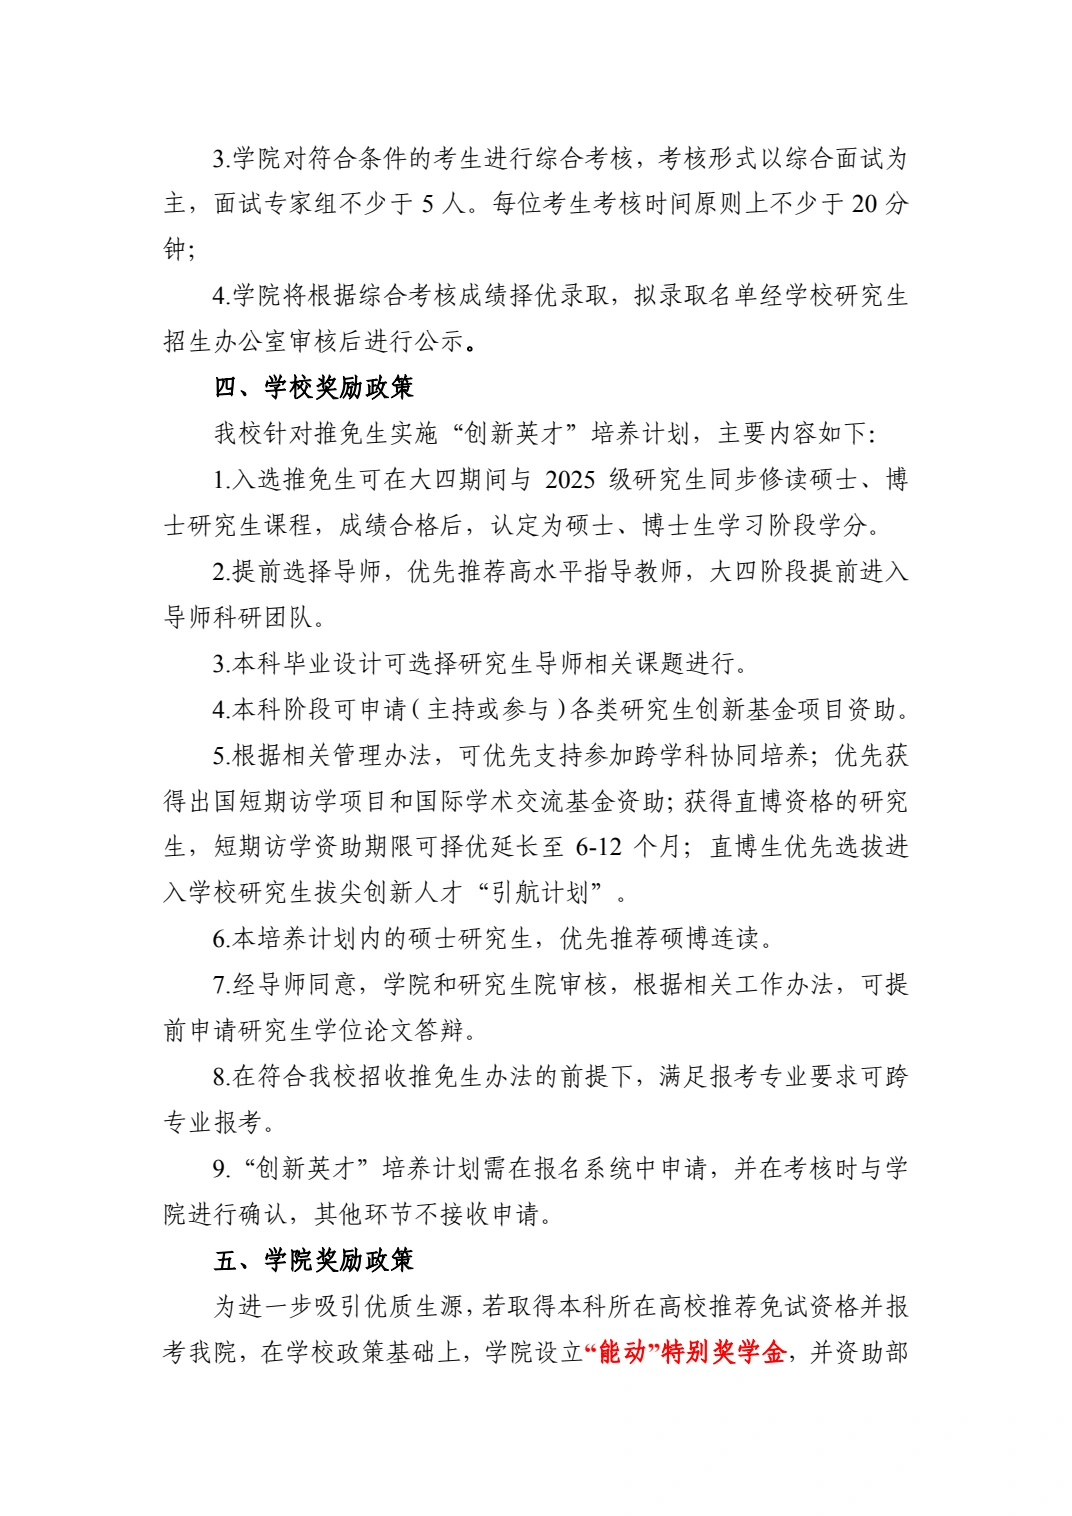 3.学院对符合条件的考生进行综合考核，考核形式以综合面试为
主，面试专家组不少于 5 人。每位考生考核时间原则上不少于 20 分
钟；
4.学院将根据综合考核成绩择优录取，拟录取名单经学校研究生
招生办公室审核后进行公示。
四、学校奖励政策
我校针对推免生实施“创新英才”培养计划，主要内容如下：
1.入选推免生可在大四期间与 2025 级研究生同步修读硕士、博
士研究生课程，成绩合格后，认定为硕士、博士生学习阶段学分。
2.提前选择导师，优先推荐高水平指导教师，大四阶段提前进入
导师科研团队。
3.本科毕业设计可选择研究生导师相关课题进行。
4.本科阶段可申请（主持或参与）各类研究生创新基金项目资助。
5.根据相关管理办法，可优先支持参加跨学科协同培养；优先获
得出国短期访学项目和国际学术交流基金资助；获得直博资格的研究
生，短期访学资助期限可择优延长至 6-12 个月；直博生优先选拔进
入学校研究生拔尖创新人才“引航计划”。
6.本培养计划内的硕士研究生，优先推荐硕博连读。
7.经导师同意，学院和研究生院审核，根据相关工作办法，可提
前申请研究生学位论文答辩。
8.在符合我校招收推免生办法的前提下，满足报考专业要求可跨
专业报考。
9.“创新英才”培养计划需在报名系统中申请，并在考核时与学
院进行确认，其他环节不接收申请。
五、学院奖励政策
为进一步吸引优质生源，若取得本科所在高校推荐免试资格并报
考我院，在学校政策基础上，学院设立“能动”特别奖学金，并资助部